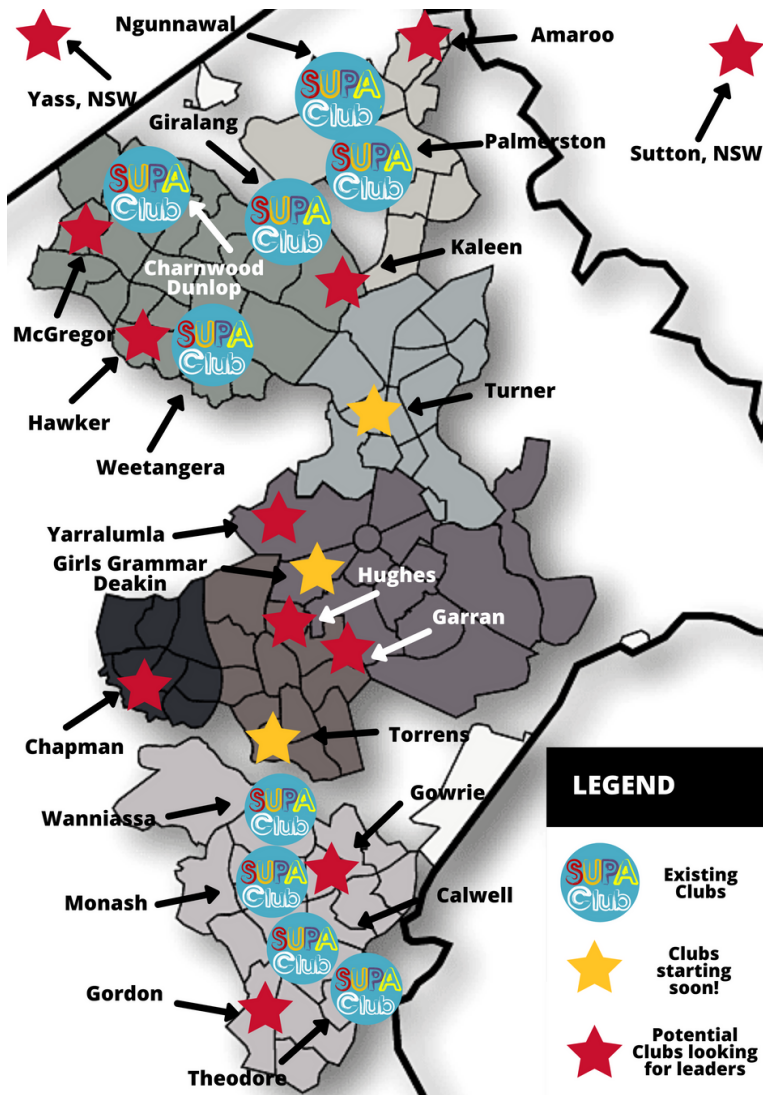 Ngunnawal
Amaroo
Yass, NSW
SUPA
Club
Giralang
Palmerston
Sutton, NSW
SUPA
Club
SUPA
Club
SUPA
Club
Kaleen
Charnwood
Dunlop
McGregor
SUPA
Club
Hawker
Turner
Weetangera
Yarralumla
Girls Grammar
Deakin
Hughes
Garran
Chapman
Torrens
Wanniassa
SUPA
Club
Gowrie
Monash
SUPA
Club
Calwell
SUPA
Club
Gordon
SUPA
Club
Theodore
LEGEND
SUPA
Club
Existing
Clubs
Clubs
starting
soon!
Potential
Clubs looking
for leaders